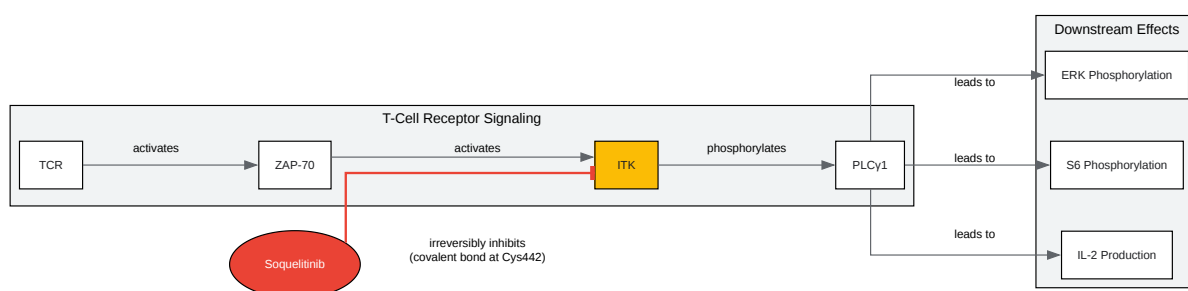 Downstream Effects
ERK Phosphorylation
leads to
T-Cell Receptor Signaling
TCR
activates
ZAP-70
activates
ITK
phosphorylates
PLCγ1
leads to
S6 Phosphorylation
leads to
IL-2 Production
Soquelitinib
irreversibly inhibits
(covalent bond at Cys442)